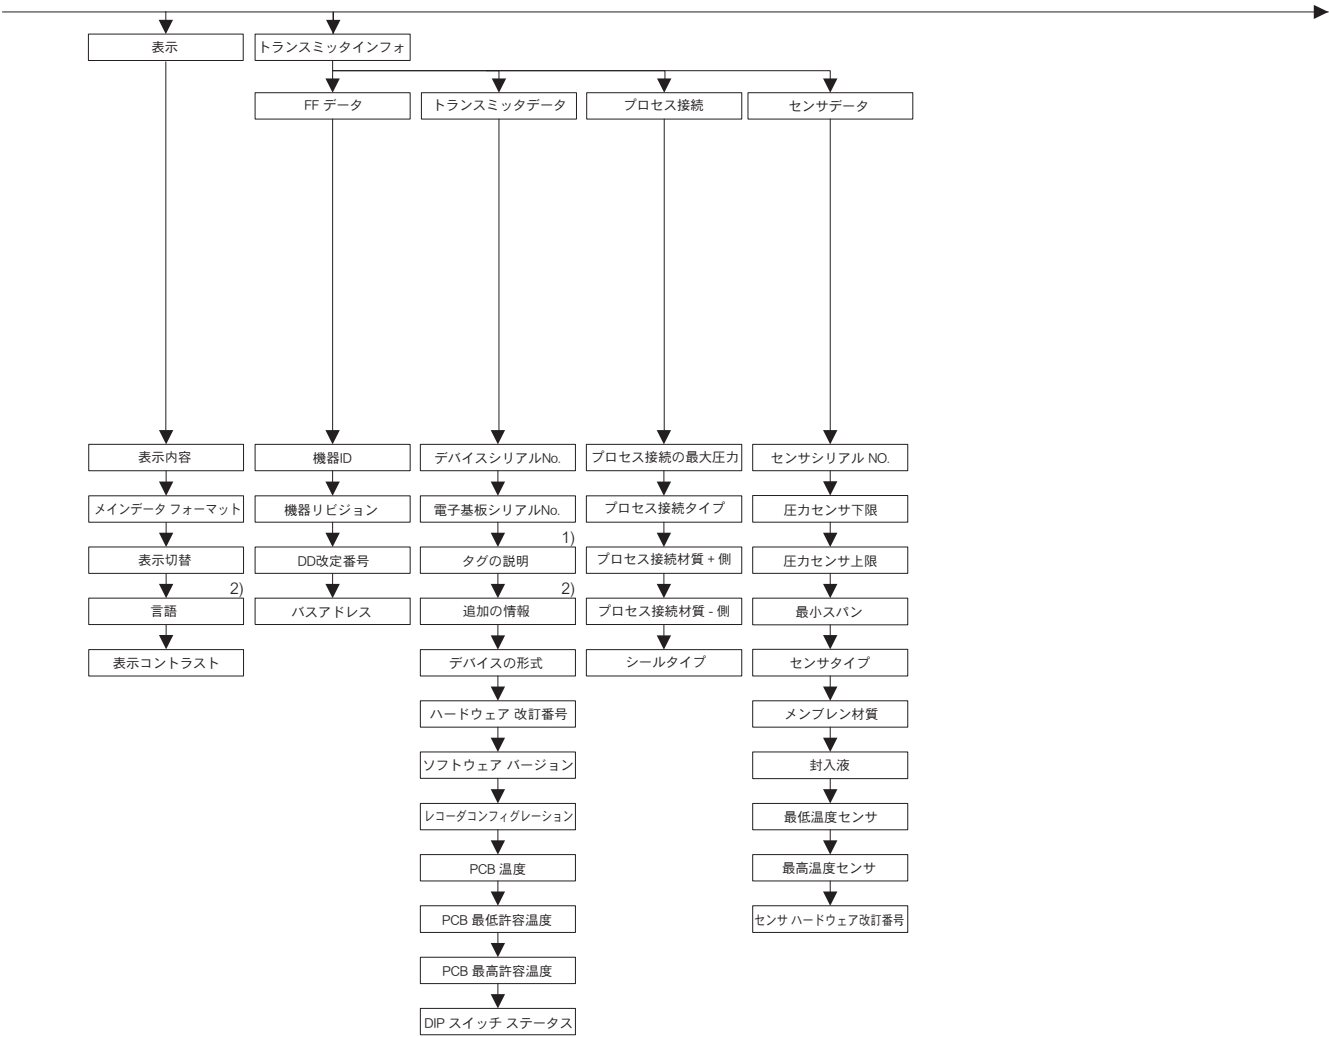 表示
トランスミッタインフォ
FF データ
トランスミッタデータ
プロセス接続
センサデータ
表示内容
機器ID
デバイスシリアルNo.
プロセス接続の最大圧力
センサシリアル NO.
メインデータ フォーマット
機器リビジョン
電子基板シリアルNo.
プロセス接続タイプ
圧力センサ下限
1)
表示切替
DD改定番号
タグの説明
プロセス接続材質 + 側
圧力センサ上限
2)
2)
言語
バスアドレス
追加の情報
プロセス接続材質 - 側
最小スパン
表示コントラスト
デバイスの形式
シールタイプ
センサタイプ
ハードウェア 改訂番号
メンブレン材質
ソフトウェア バージョン
封入液
レコーダコンフィグレーション
最低温度センサ
PCB 温度
最高温度センサ
PCB 最低許容温度
センサ ハードウェア改訂番号
PCB 最高許容温度
DIP スイッチ ステータス